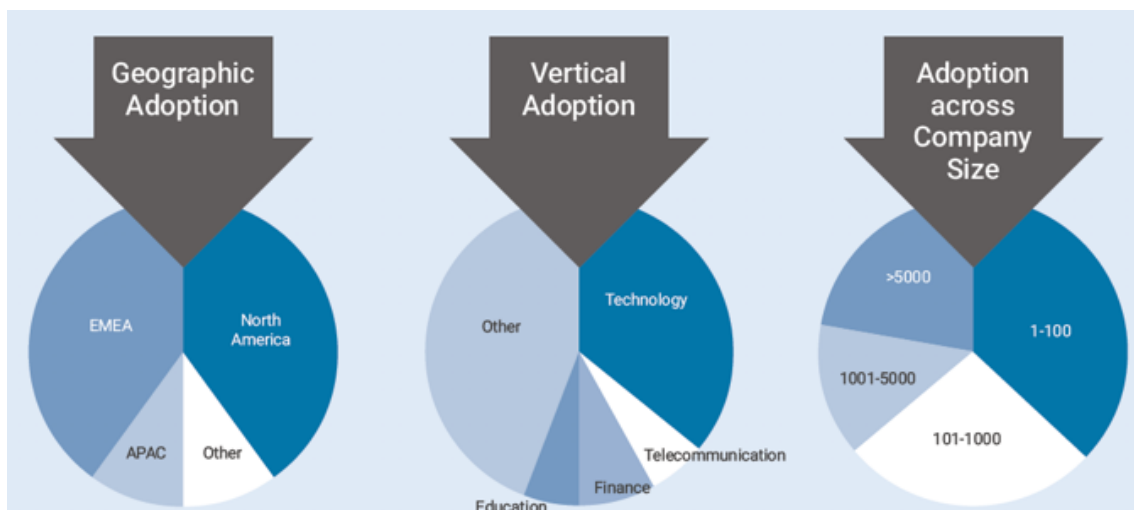 Geographic
Adoption
EMEA
North
America
APAC
Other
Vertical
Adoption
Other
Technology
Telecommunication
Finance
Education
Adoption
across
Company
Size
>5000
1-100
1001-5000
101-1000